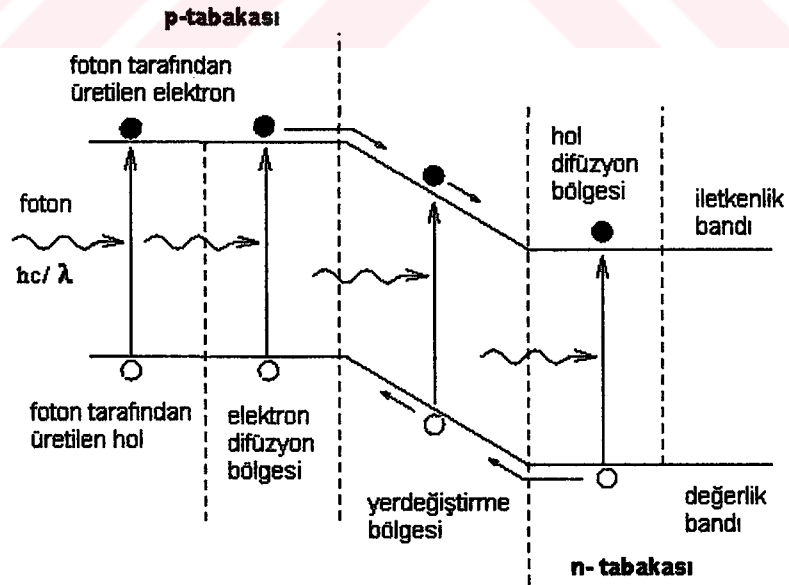 p-tabakası
foton tarafından
üretilen elektron
hol
difüzyon
bölgesi
iletkenlik
bandı
foton
hc/ λ
foton tarafından
üretilen hol
elektron
difüzyon
bölgesi
yerdeğiştirme
bölgesi
değerlik
bandı
n- tabakası